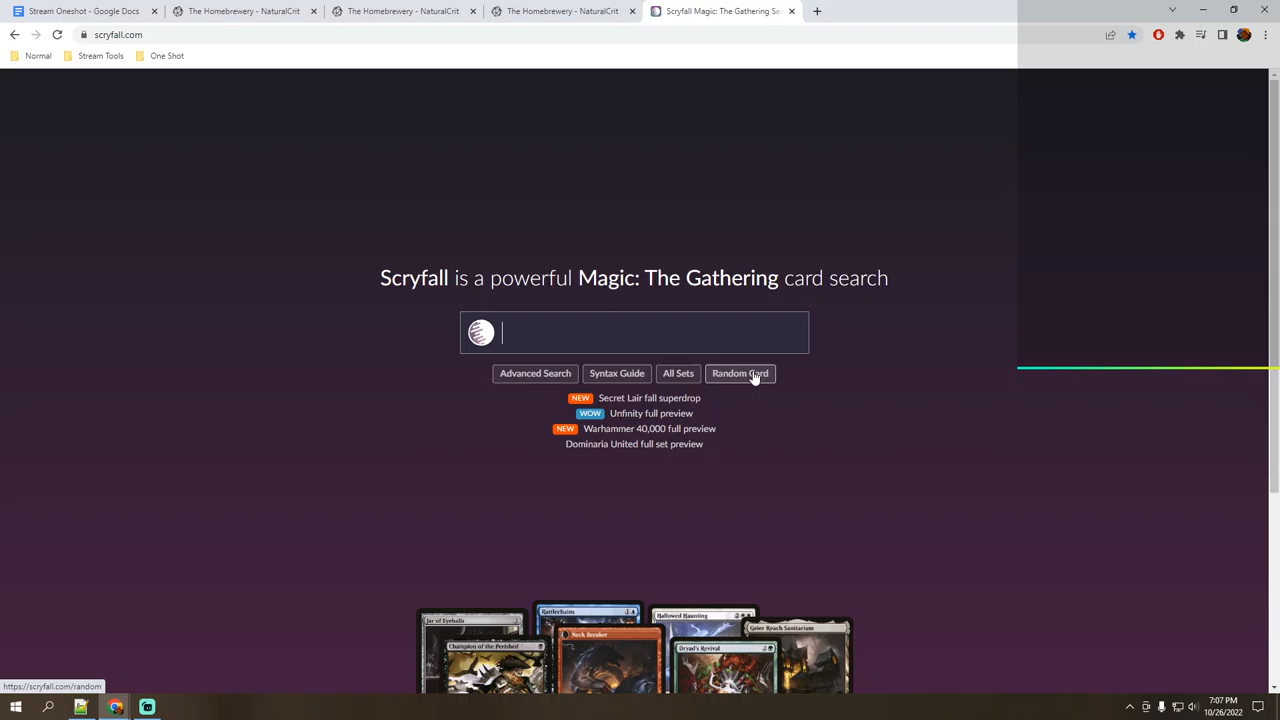 Stream Oneshot - Google Docs
The Homebrewery - NaturalCrit
The Homebrewery - NaturalCrit
The Homebrewery - NaturalCrit
Scryfall Magic: The Gathering Se
scryfall.com
Normal
Stream Tools
One Shot
Scryfall is a powerful Magic: The Gathering card search
Advanced Search
Syntax Guide
All Sets
Random Card
NEW Secret Lair fall superdrop
WOW Unfinity full preview
NEW Warhammer 40,000 full preview
Dominaria United full set preview
Jar of Eyeballs
Rattlechains
Hallowed Haunting
Geier Reach Sanitarium
Champion of the Perished
Neck Breaker
Dryad's Revival
https://scryfall.com/random
7:07 PM
10/26/2022